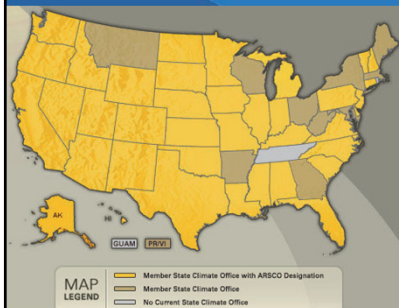 AK
HI
GUAM
PR/VI
MAP
LEGEND
Member State Climate Office with ARSCO Designation
Member State Climate Office
No Current State Climate Office